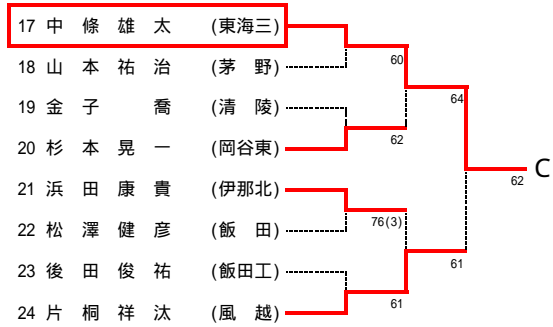 17 中 條 雄 太 (東海三)
18 山 本 祐 治 (茅 野)
19 金 子 喬 (清 陵)
20 杉 本 晃 一 (岡谷東)
21 浜 田 康 貴 (伊那北)
22 松 澤 健 彦 (飯 田)
23 後 田 俊 祐 (飯田工)
24 片 桐 祥 汰 (風 越)
60
62
76(3)
61
64
61
62
C